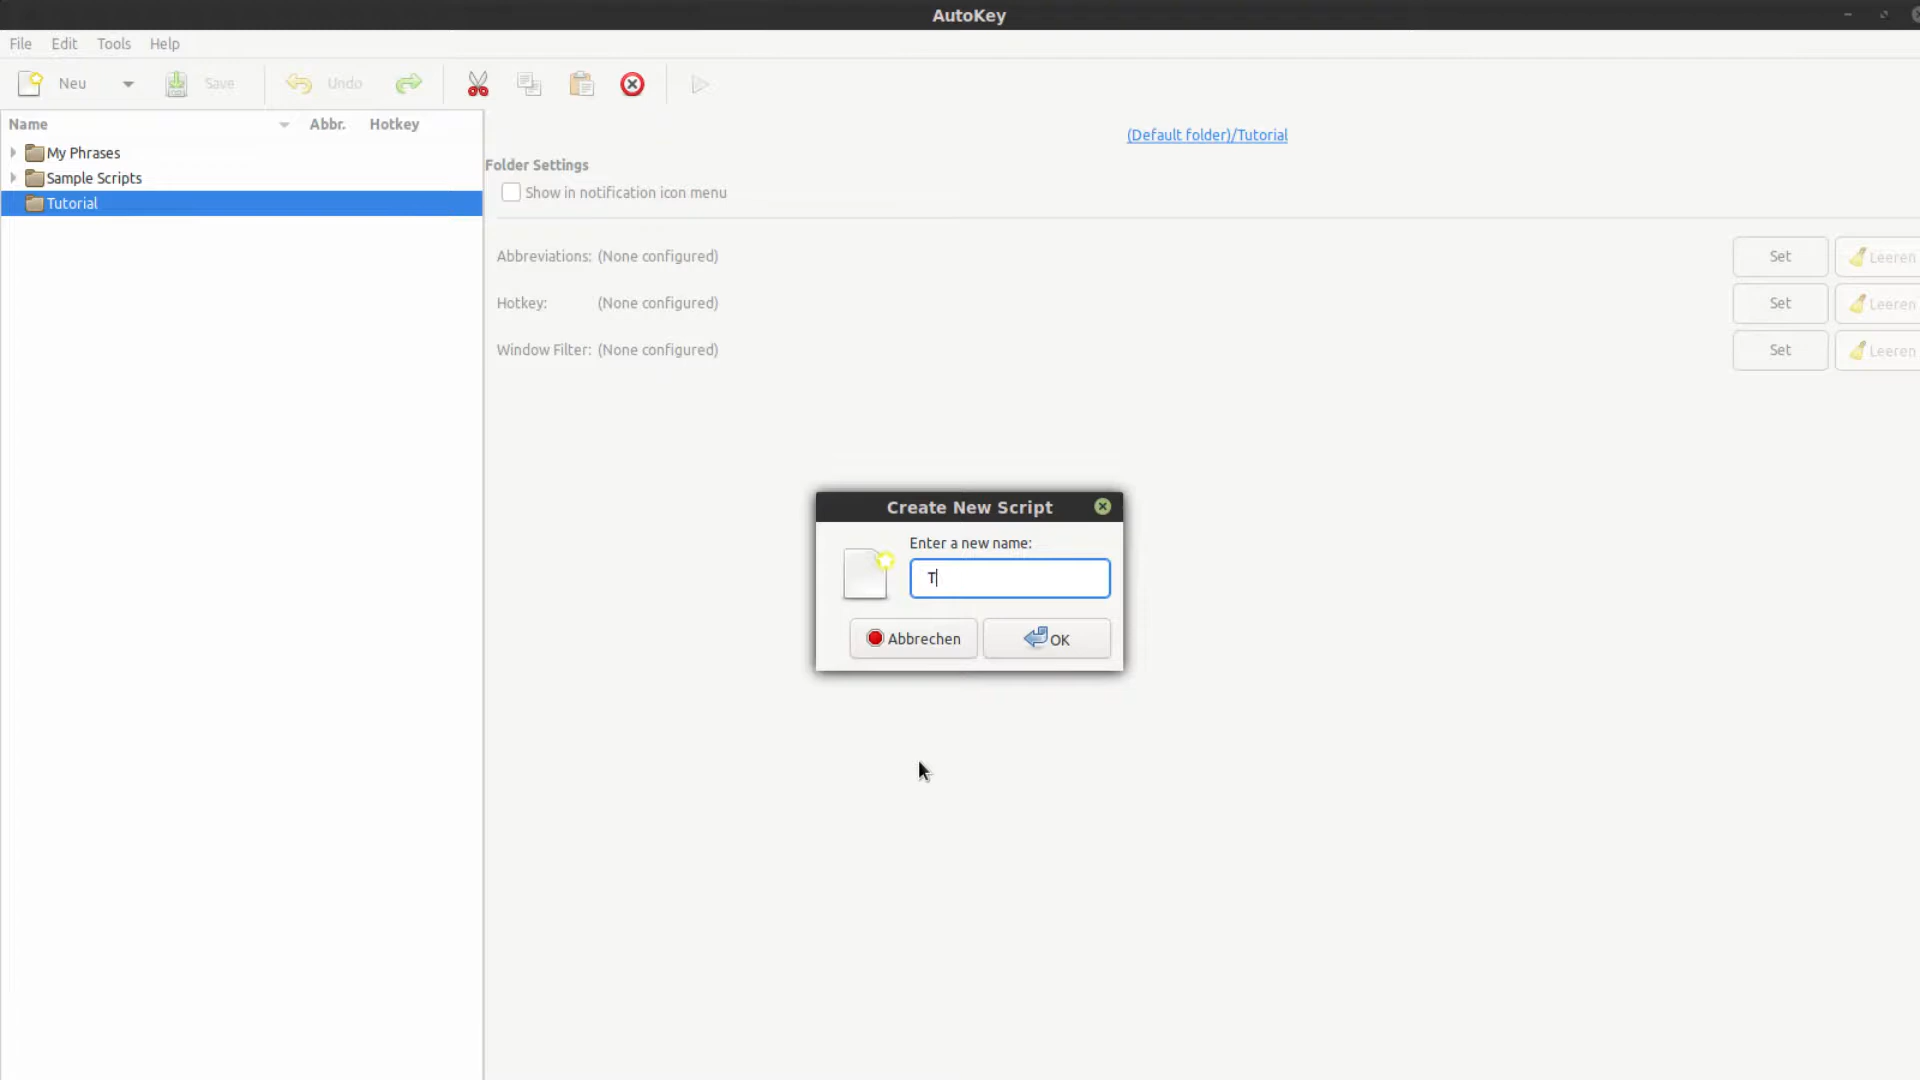 AutoKey
File Edit Tools Help
Neu Save Undo
Name Abbr. Hotkey
My Phrases
Sample Scripts
Tutorial
(Default folder)/Tutorial
Folder Settings
Show in notification icon menu
Abbreviations: (None configured) Set Leeren
Hotkey: (None configured) Set Leeren
Window Filter: (None configured) Set Leeren
Create New Script
Enter a new name:
T
Abbrechen OK